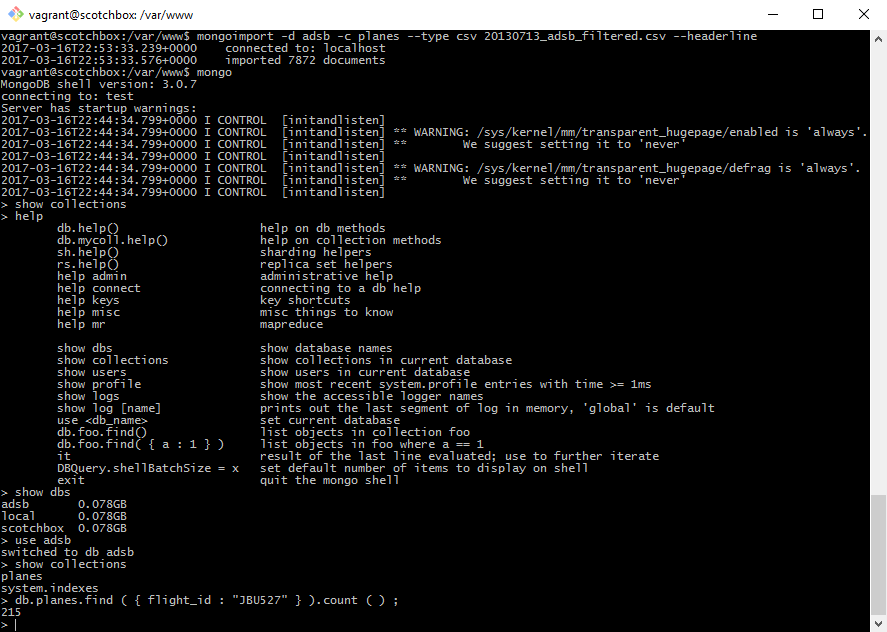 vagrant@scotchbox: /var/www
vagrant@scotchbox:/var/www$ mongoimport -d adsb -c planes --type csv 20130713_adsb_filtered.csv --headerline
2017-03-16T22:53:33.239+0000    connected to: localhost
2017-03-16T22:53:33.576+0000    imported 7872 documents
vagrant@scotchbox:/var/www$ mongo
MongoDB shell version: 3.0.7
connecting to: test
Server has startup warnings:
2017-03-16T22:44:34.799+0000 I CONTROL  [initandlisten]
2017-03-16T22:44:34.799+0000 I CONTROL  [initandlisten] ** WARNING: /sys/kernel/mm/transparent_hugepage/enabled is 'always'.
2017-03-16T22:44:34.799+0000 I CONTROL  [initandlisten] **        We suggest setting it to 'never'
2017-03-16T22:44:34.799+0000 I CONTROL  [initandlisten]
2017-03-16T22:44:34.799+0000 I CONTROL  [initandlisten] ** WARNING: /sys/kernel/mm/transparent_hugepage/defrag is 'always'.
2017-03-16T22:44:34.799+0000 I CONTROL  [initandlisten] **        We suggest setting it to 'never'
2017-03-16T22:44:34.799+0000 I CONTROL  [initandlisten]
> show collections
> help
        db.help()                    help on db methods
        db.mycoll.help()             help on collection methods
        sh.help()                    sharding helpers
        rs.help()                    replica set helpers
        help admin                   administrative help
        help connect                 connecting to a db help
        help keys                    key shortcuts
        help misc                    misc things to know
        help mr                      mapreduce
        show dbs                     show database names
        show collections             show collections in current database
        show users                   show users in current database
        show profile                 show most recent system.profile entries with time >= 1ms
        show logs                    show the accessible logger names
        show log [name]              prints out the last segment of log in memory, 'global' is default
        use <db_name>                set current database
        db.foo.find()                list objects in collection foo
        db.foo.find( { a : 1 } )     list objects in foo where a == 1
        it                           result of the last line evaluated; use to further iterate
        DBQuery.shellBatchSize = x   set default number of items to display on shell
        exit                         quit the mongo shell
> show dbs
adsb       0.078GB
local      0.078GB
scotchbox  0.078GB
> use adsb
switched to db adsb
> show collections
planes
system.indexes
> db.planes.find ( { flight_id : "JBU527" } ).count ( ) ;
215
>